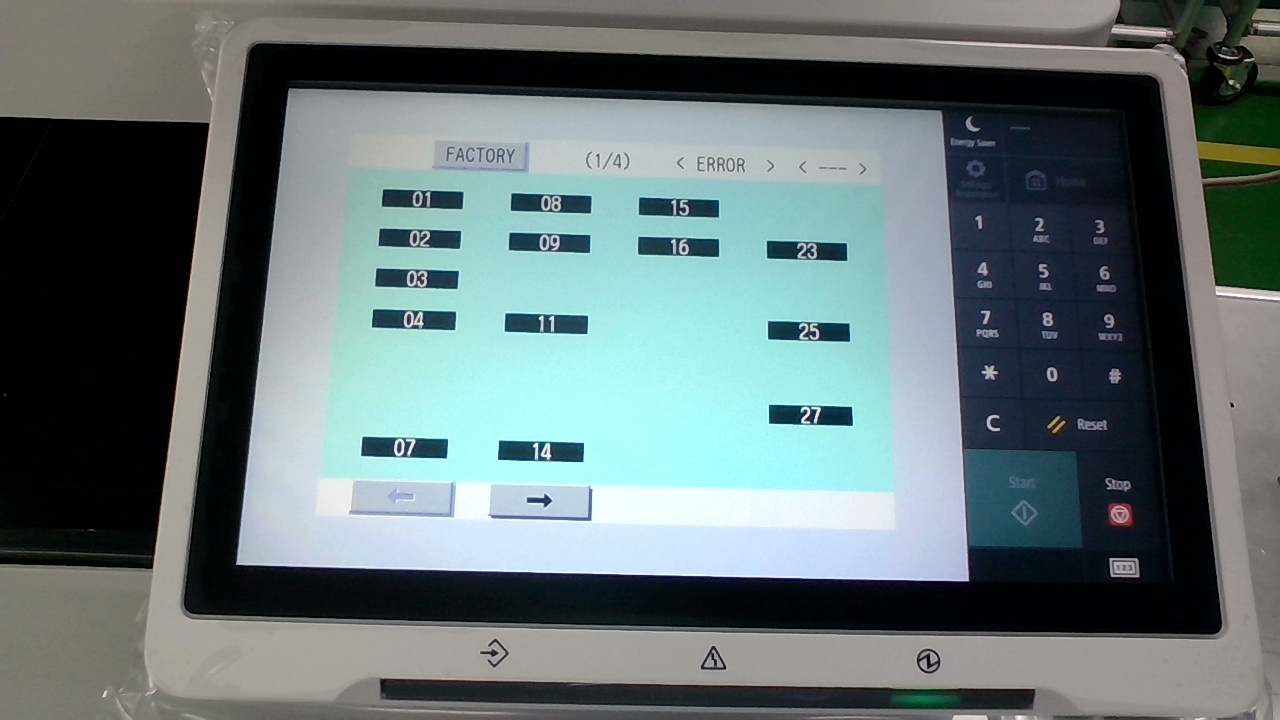 FACTORY (1/4) < ERROR > < --- >
01 08 15
02 09 16 23
03
04 11 25
27
07 14
← →
Energy Saver
Home
1 2 ABC 3 DEF
4 GHI 5 JKL 6 MNO
7 PQRS 8 TUV 9 WXYZ
* 0 #
C Reset
Start Stop
123